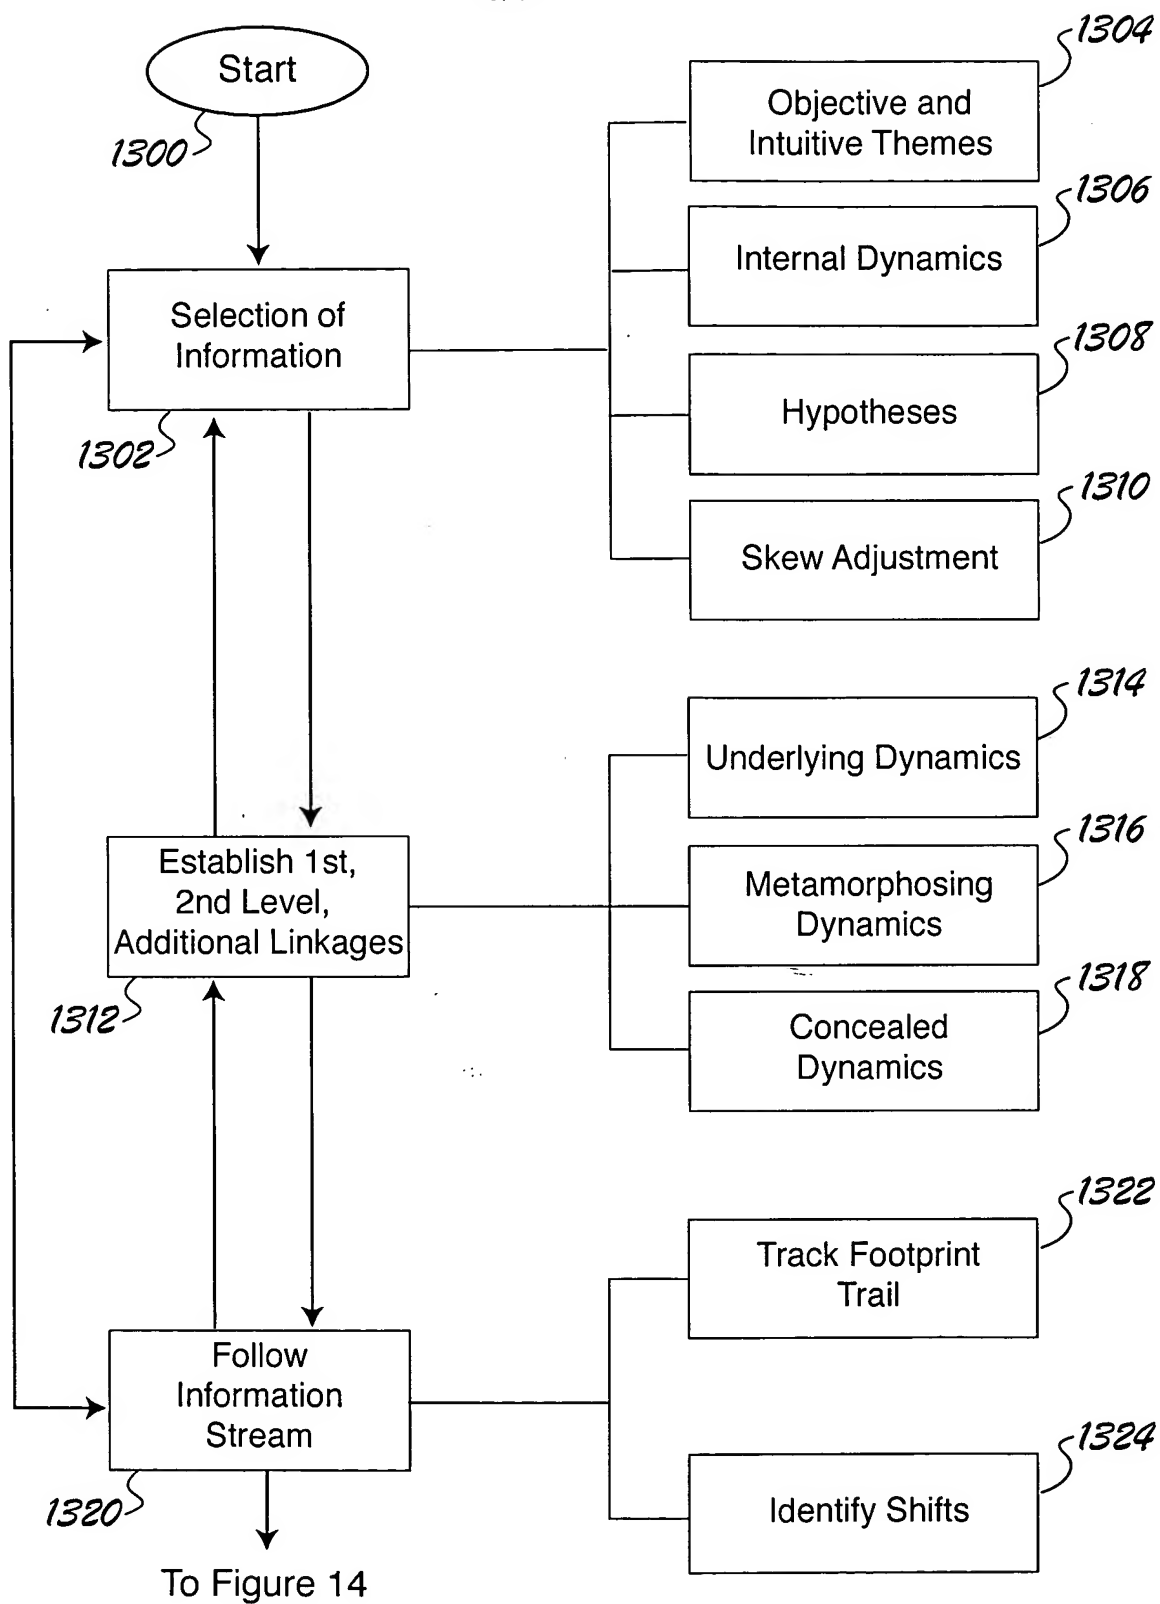 Start
1300
1304
Objective and
Intuitive Themes
1306
Internal Dynamics
Selection of
Information
1302
1308
Hypotheses
1310
Skew Adjustment
1314
Underlying Dynamics
Establish 1st,
2nd Level,
Additional Linkages
1312
1316
Metamorphosing
Dynamics
1318
Concealed
Dynamics
1322
Track Footprint
Trail
Follow
Information
Stream
1320
1324
Identify Shifts
To Figure 14